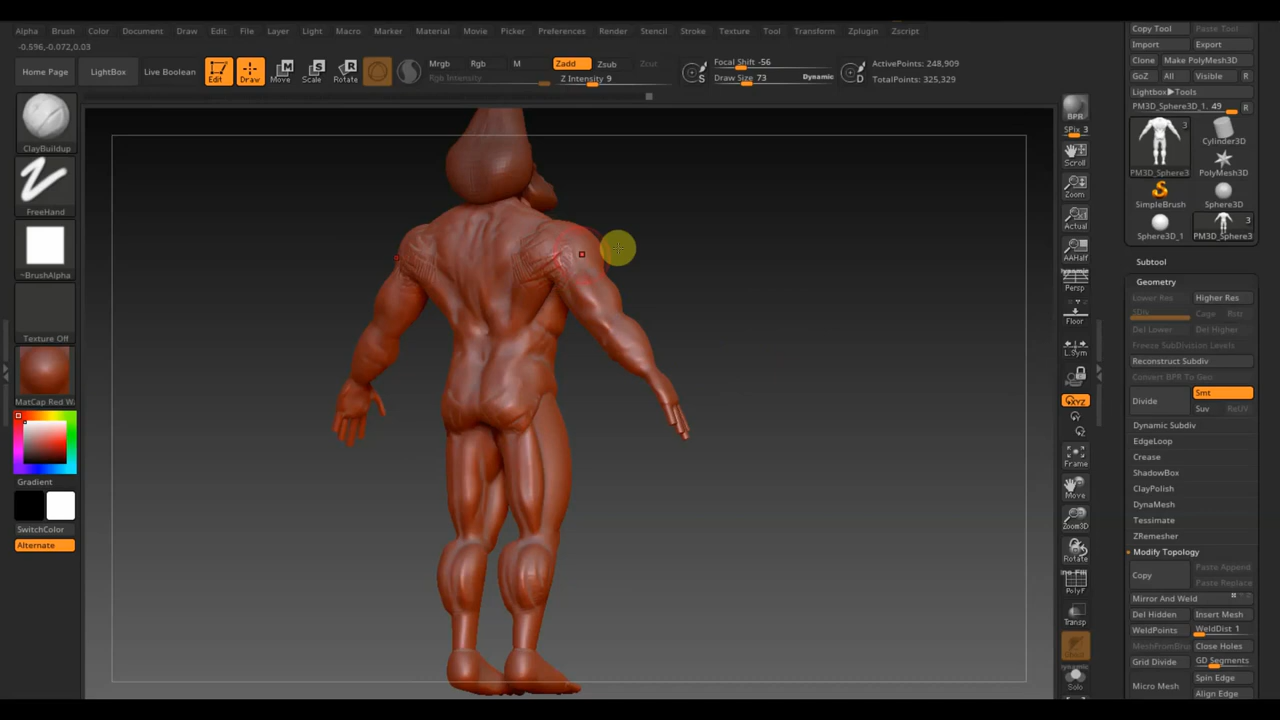 Alpha Brush Color Document Draw Edit File Layer Light Macro Marker Material Movie Picker Preferences Render Stencil Stroke Texture Tool Transform Zplugin Zscript
-0.596,-0.072,0.03
Home Page LightBox Live Boolean Edit Draw Move Scale Rotate
Mrgb Rgb M Zadd Zsub Zcut
Rgb Intensity Z Intensity 9
Focal Shift -56
Draw Size 73 Dynamic
ActivePoints: 248,909
TotalPoints: 325,329
ClayBuildup
FreeHand
~BrushAlpha
Texture Off
MatCap Red W
Gradient
SwitchColor
Alternate
BPR
SPix 3
Scroll
Zoom
Actual
AAHalf
Dynamic
Persp
Floor
L.Sym
XYZ
Frame
Move
Zoom3D
Rotate
PolyF
Transp
Dynamic
Solo
Copy Tool Paste Tool
Import Export
Clone Make PolyMesh3D
GoZ All Visible R
Lightbox▶Tools
PM3D_Sphere3D_1. 49 R
3
Cylinder3D
PM3D_Sphere3 PolyMesh3D
SimpleBrush Sphere3D
3
Sphere3D_1 PM3D_Sphere3
Subtool
Geometry
Lower Res Higher Res
SDiv Cage Rstr
Del Lower Del Higher
Freeze SubDivision Levels
Reconstruct Subdiv
Convert BPR To Geo
Divide Smt
Suv ReUV
Dynamic Subdiv
EdgeLoop
Crease
ShadowBox
ClayPolish
DynaMesh
Tessimate
ZRemesher
Modify Topology
Copy Paste Append
Paste Replace
Mirror And Weld
Del Hidden Insert Mesh
WeldPoints WeldDist 1
MeshFromBru Close Holes
Grid Divide GD Segments
Micro Mesh Spin Edge
Align Edge